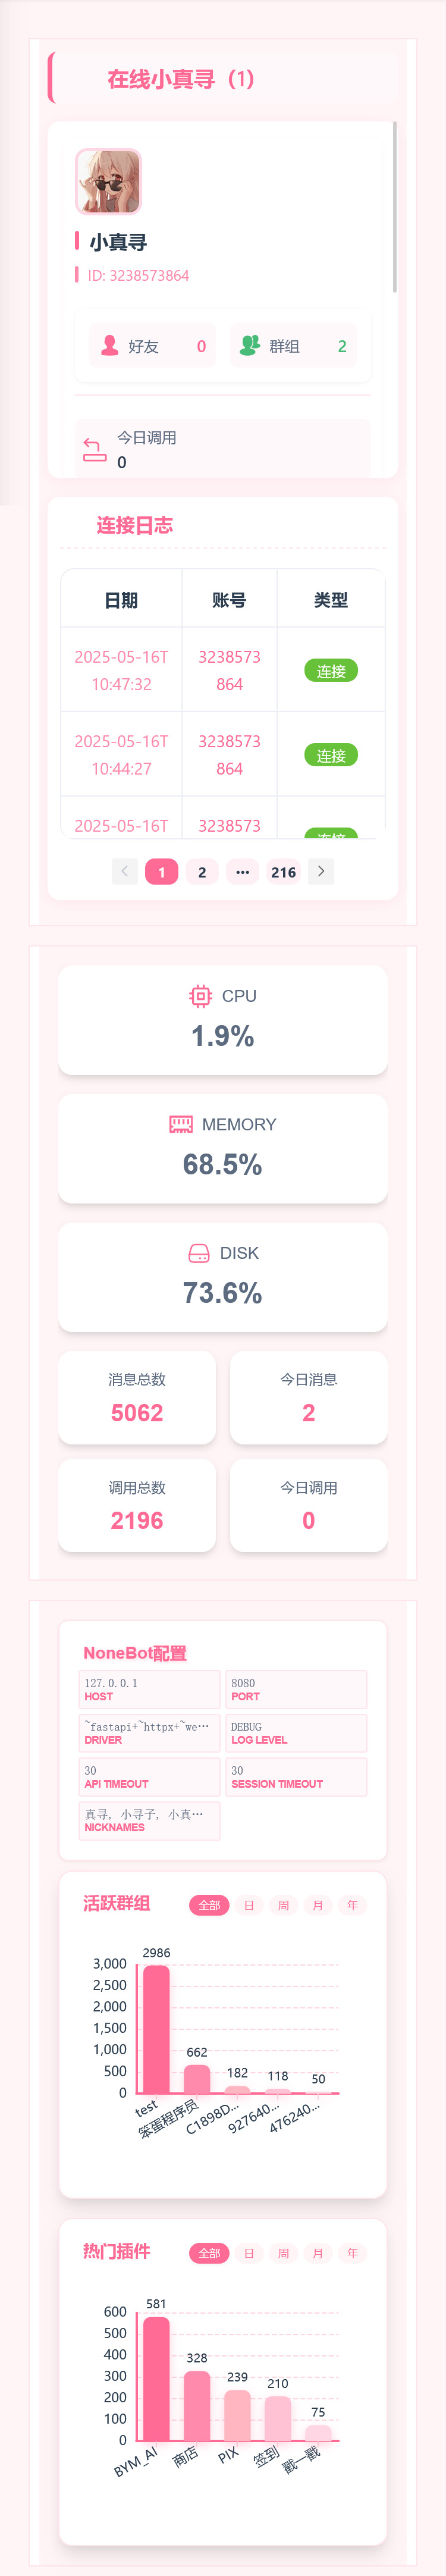 在线小真寻（1）
小真寻
ID: 3238573864
好友 0 群组 2
今日调用
0
连接日志
日期 账号 类型
2025-05-16T
10:47:32
3238573
864
连接
2025-05-16T
10:44:27
3238573
864
连接
2025-05-16T
3238573
连接
1 2 ••• 216
CPU
1.9%
MEMORY
68.5%
DISK
73.6%
消息总数
5062
今日消息
2
调用总数
2196
今日调用
0
NoneBot配置
127.0.0.1
HOST
8080
PORT
~fastapi+~httpx+~we…
DRIVER
DEBUG
LOG LEVEL
30
API TIMEOUT
30
SESSION TIMEOUT
真寻, 小寻子, 小真…
NICKNAMES
活跃群组
全部 日 周 月 年
3,000
2,500
2,000
1,500
1,000
500
0
2986
662
182
118
50
test
笨蛋程序员
C1898D...
927640...
476240...
热门插件
全部 日 周 月 年
600
500
400
300
200
100
0
581
328
239
210
75
BYM_AI
商店
PIX
签到
戳一戳